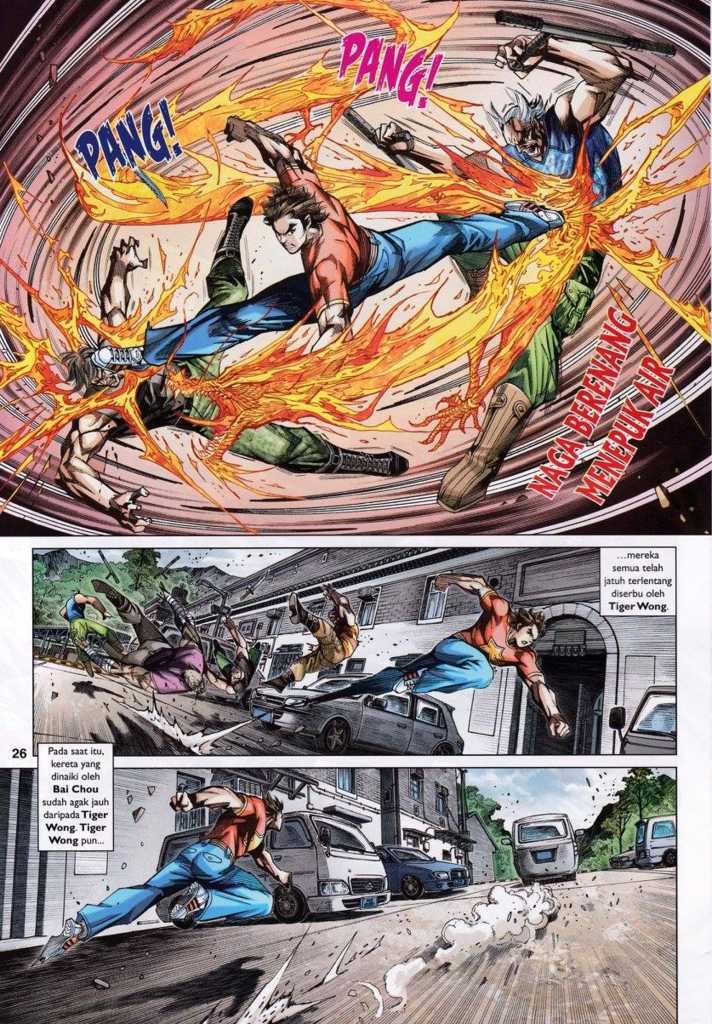 PANG!
PANG!
NAGA BERENANG
MENEPUK AIR
...mereka
semua telah
jatuh terlentang
diserbu oleh
Tiger Wong.
26
Pada saat itu,
kereta yang
dinaiki oleh
Bai Chou
sudah agak jauh
daripada Tiger
Wong. Tiger
Wong pun...